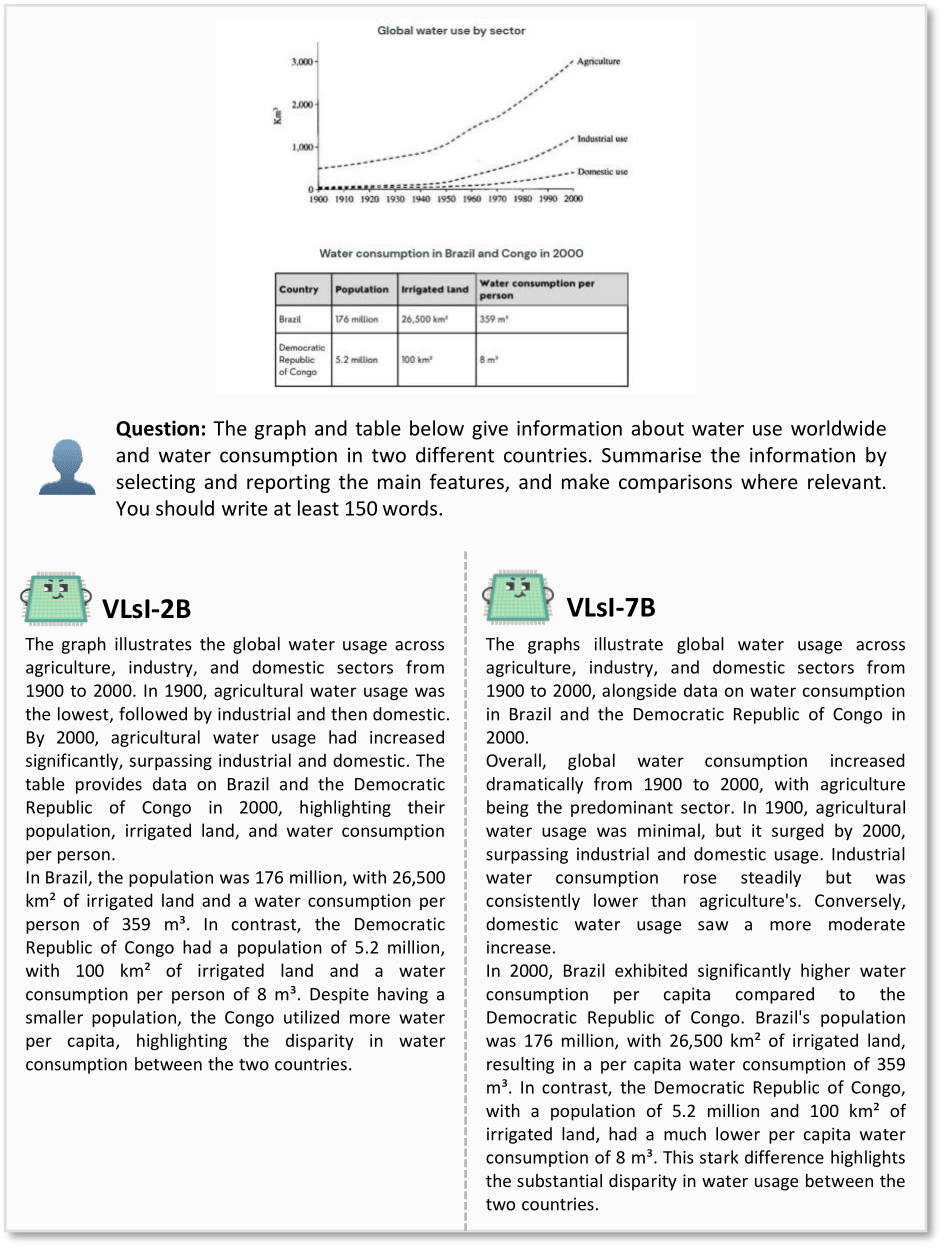 Global water use by sector
Km³
3,000
2,000
1,000
0
Agriculture
Industrial use
Domestic use
1900 1910 1920 1930 1940 1950 1960 1970 1980 1990 2000
Water consumption in Brazil and Congo in 2000
Country Population Irrigated land Water consumption per person
Brazil 176 million 26,500 km² 359 m³
Democratic Republic of Congo 5.2 million 100 km² 8 m³
Question: The graph and table below give information about water use worldwide
and water consumption in two different countries. Summarise the information by
selecting and reporting the main features, and make comparisons where relevant.
You should write at least 150 words.
VLsI-2B
The graph illustrates the global water usage across
agriculture, industry, and domestic sectors from
1900 to 2000. In 1900, agricultural water usage was
the lowest, followed by industrial and then domestic.
By 2000, agricultural water usage had increased
significantly, surpassing industrial and domestic. The
table provides data on Brazil and the Democratic
Republic of Congo in 2000, highlighting their
population, irrigated land, and water consumption
per person.
In Brazil, the population was 176 million, with 26,500
km² of irrigated land and a water consumption per
person of 359 m³. In contrast, the Democratic
Republic of Congo had a population of 5.2 million,
with 100 km² of irrigated land and a water
consumption per person of 8 m³. Despite having a
smaller population, the Congo utilized more water
per capita, highlighting the disparity in water
consumption between the two countries.
VLsI-7B
The graphs illustrate global water usage across
agriculture, industry, and domestic sectors from
1900 to 2000, alongside data on water consumption
in Brazil and the Democratic Republic of Congo in
2000.
Overall, global water consumption increased
dramatically from 1900 to 2000, with agriculture
being the predominant sector. In 1900, agricultural
water usage was minimal, but it surged by 2000,
surpassing industrial and domestic usage. Industrial
water consumption rose steadily but was
consistently lower than agriculture's. Conversely,
domestic water usage saw a more moderate
increase.
In 2000, Brazil exhibited significantly higher water
consumption per capita compared to the
Democratic Republic of Congo. Brazil's population
was 176 million, with 26,500 km² of irrigated land,
resulting in a per capita water consumption of 359
m³. In contrast, the Democratic Republic of Congo,
with a population of 5.2 million and 100 km² of
irrigated land, had a much lower per capita water
consumption of 8 m³. This stark difference highlights
the substantial disparity in water usage between the
two countries.